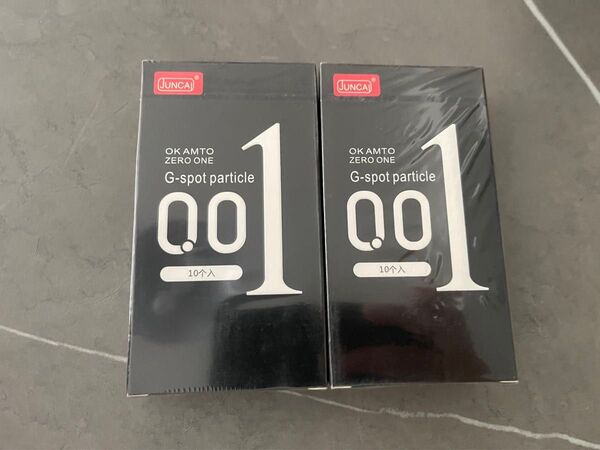 JUNCAI®
OK AMTO
ZERO ONE
G-spot particle
0.01
10个入
JUNCAI®
OK AMTO
ZERO ONE
G-spot particle
0.01
10个入